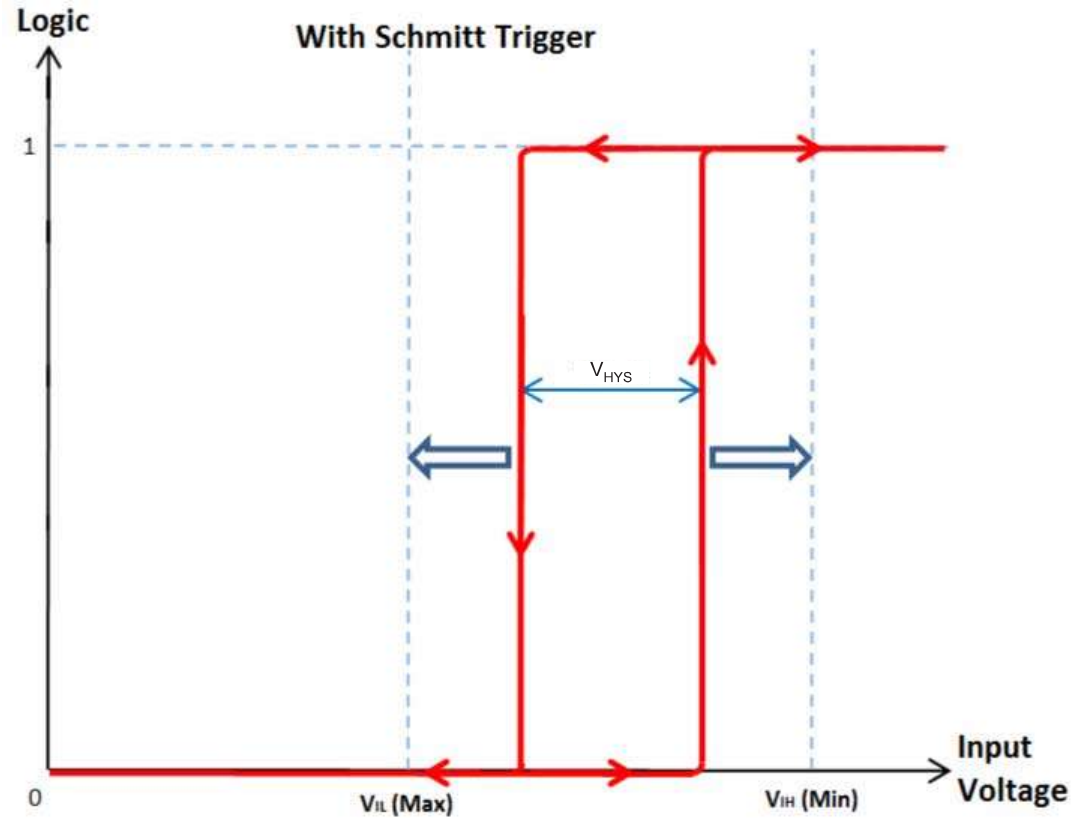 Logic
With Schmitt Trigger
1
VHYS
0
VIL (Max)
VIH (Min)
Input
Voltage